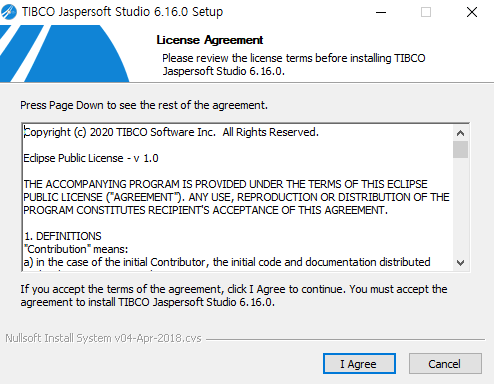 TIBCO Jaspersoft Studio 6.16.0 Setup
License Agreement
Please review the license terms before installing TIBCO
Jaspersoft Studio 6.16.0.
Press Page Down to see the rest of the agreement.
Copyright (c) 2020 TIBCO Software Inc. All Rights Reserved.
Eclipse Public License - v 1.0
THE ACCOMPANYING PROGRAM IS PROVIDED UNDER THE TERMS OF THIS ECLIPSE
PUBLIC LICENSE ("AGREEMENT"). ANY USE, REPRODUCTION OR DISTRIBUTION OF THE
PROGRAM CONSTITUTES RECIPIENT'S ACCEPTANCE OF THIS AGREEMENT.
1. DEFINITIONS
"Contribution" means:
a) in the case of the initial Contributor, the initial code and documentation distributed
If you accept the terms of the agreement, click I Agree to continue. You must accept the
agreement to install TIBCO Jaspersoft Studio 6.16.0.
Nullsoft Install System v04-Apr-2018.cvs
I Agree
Cancel